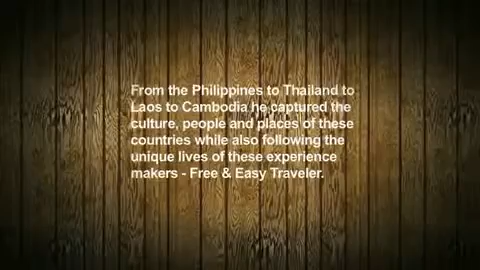 From the Philippines to Thailand to
Laos to Cambodia he captured the
culture, people and places of these
countries while also following the
unique lives of these experience
makers - Free & Easy Traveler.